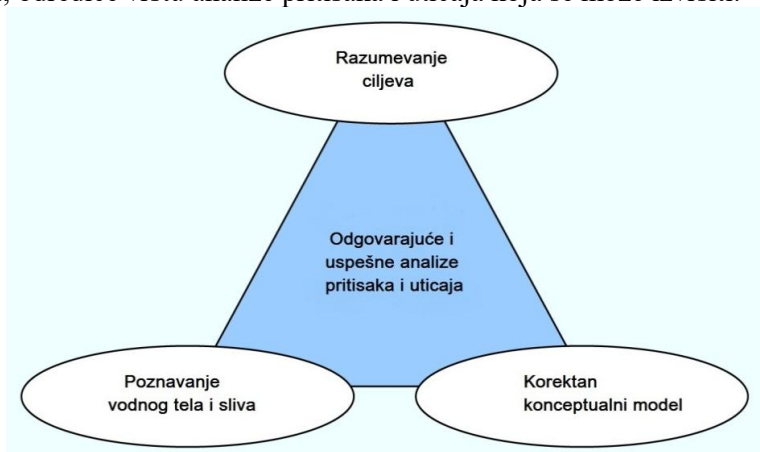 Razumevanje
ciljeva
Odgovarajuće i
uspešne analize
pritisaka i uticaja
Poznavanje
vodnog tela i sliva
Korektan
konceptualni model